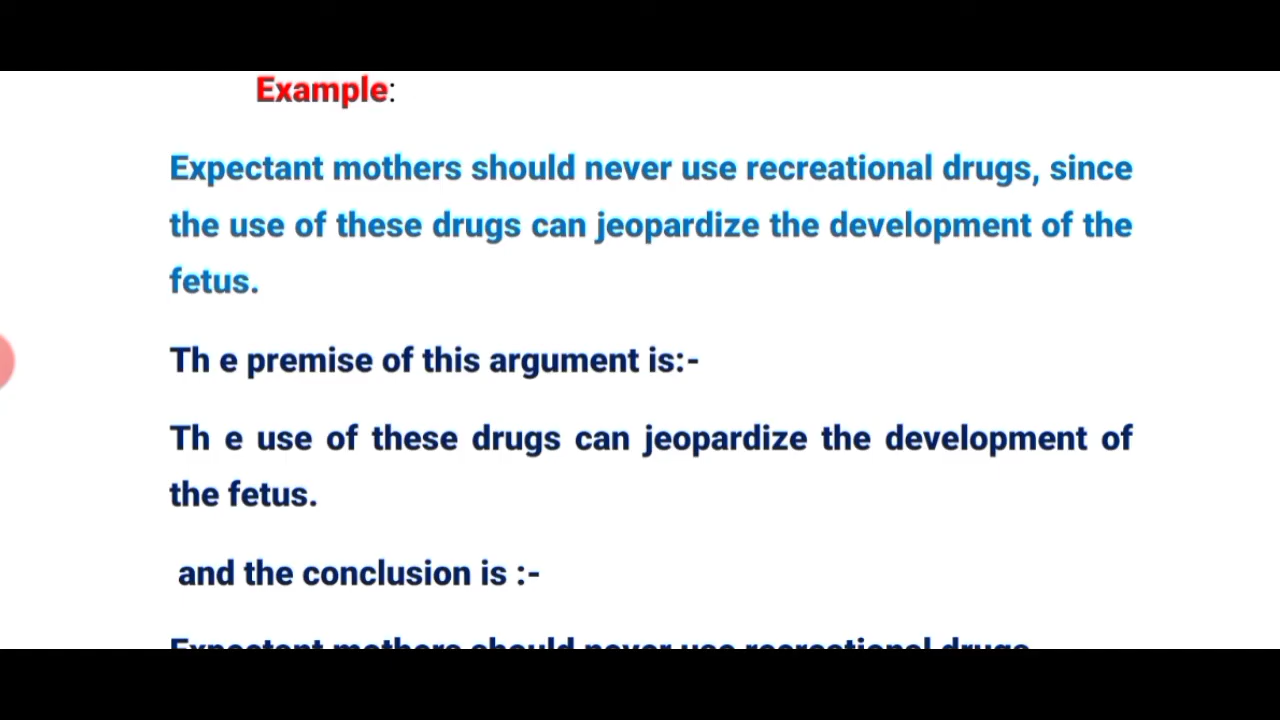 Example:
Expectant mothers should never use recreational drugs, since
the use of these drugs can jeopardize the development of the
fetus.
Th e premise of this argument is:-
Th e use of these drugs can jeopardize the development of
the fetus.
and the conclusion is :-
Expectant mothers should never use recreational drugs